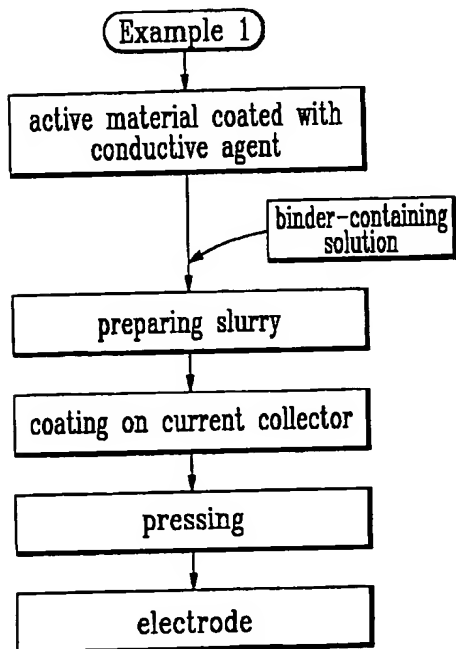 Example 1
active material coated with
conductive agent
binder-containing
solution
preparing slurry
coating on current collector
pressing
electrode